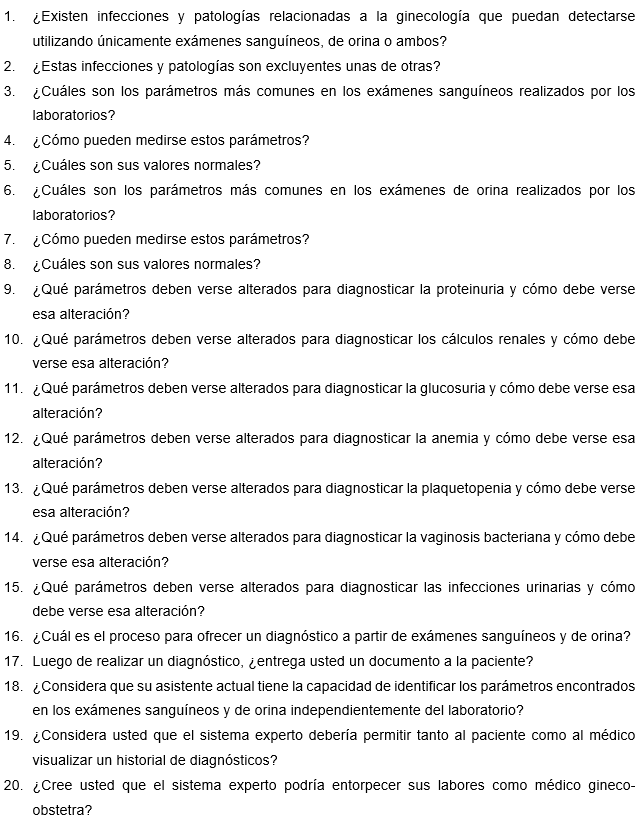 1. ¿Existen infecciones y patologías relacionadas a la ginecología que puedan detectarse
utilizando únicamente exámenes sanguíneos, de orina o ambos?
2. ¿Estas infecciones y patologías son excluyentes unas de otras?
3. ¿Cuáles son los parámetros más comunes en los exámenes sanguíneos realizados por los
laboratorios?
4. ¿Cómo pueden medirse estos parámetros?
5. ¿Cuáles son sus valores normales?
6. ¿Cuáles son los parámetros más comunes en los exámenes de orina realizados por los
laboratorios?
7. ¿Cómo pueden medirse estos parámetros?
8. ¿Cuáles son sus valores normales?
9. ¿Qué parámetros deben verse alterados para diagnosticar la proteinuria y cómo debe verse
esa alteración?
10. ¿Qué parámetros deben verse alterados para diagnosticar los cálculos renales y cómo debe
verse esa alteración?
11. ¿Qué parámetros deben verse alterados para diagnosticar la glucosuria y cómo debe verse esa
alteración?
12. ¿Qué parámetros deben verse alterados para diagnosticar la anemia y cómo debe verse esa
alteración?
13. ¿Qué parámetros deben verse alterados para diagnosticar la plaquetopenia y cómo debe verse
esa alteración?
14. ¿Qué parámetros deben verse alterados para diagnosticar la vaginosis bacteriana y cómo debe
verse esa alteración?
15. ¿Qué parámetros deben verse alterados para diagnosticar las infecciones urinarias y cómo
debe verse esa alteración?
16. ¿Cuál es el proceso para ofrecer un diagnóstico a partir de exámenes sanguíneos y de orina?
17. Luego de realizar un diagnóstico, ¿entrega usted un documento a la paciente?
18. ¿Considera que su asistente actual tiene la capacidad de identificar los parámetros encontrados
en los exámenes sanguíneos y de orina independientemente del laboratorio?
19. ¿Considera usted que el sistema experto debería permitir tanto al paciente como al médico
visualizar un historial de diagnósticos?
20. ¿Cree usted que el sistema experto podría entorpecer sus labores como médico gineco-
obstetra?